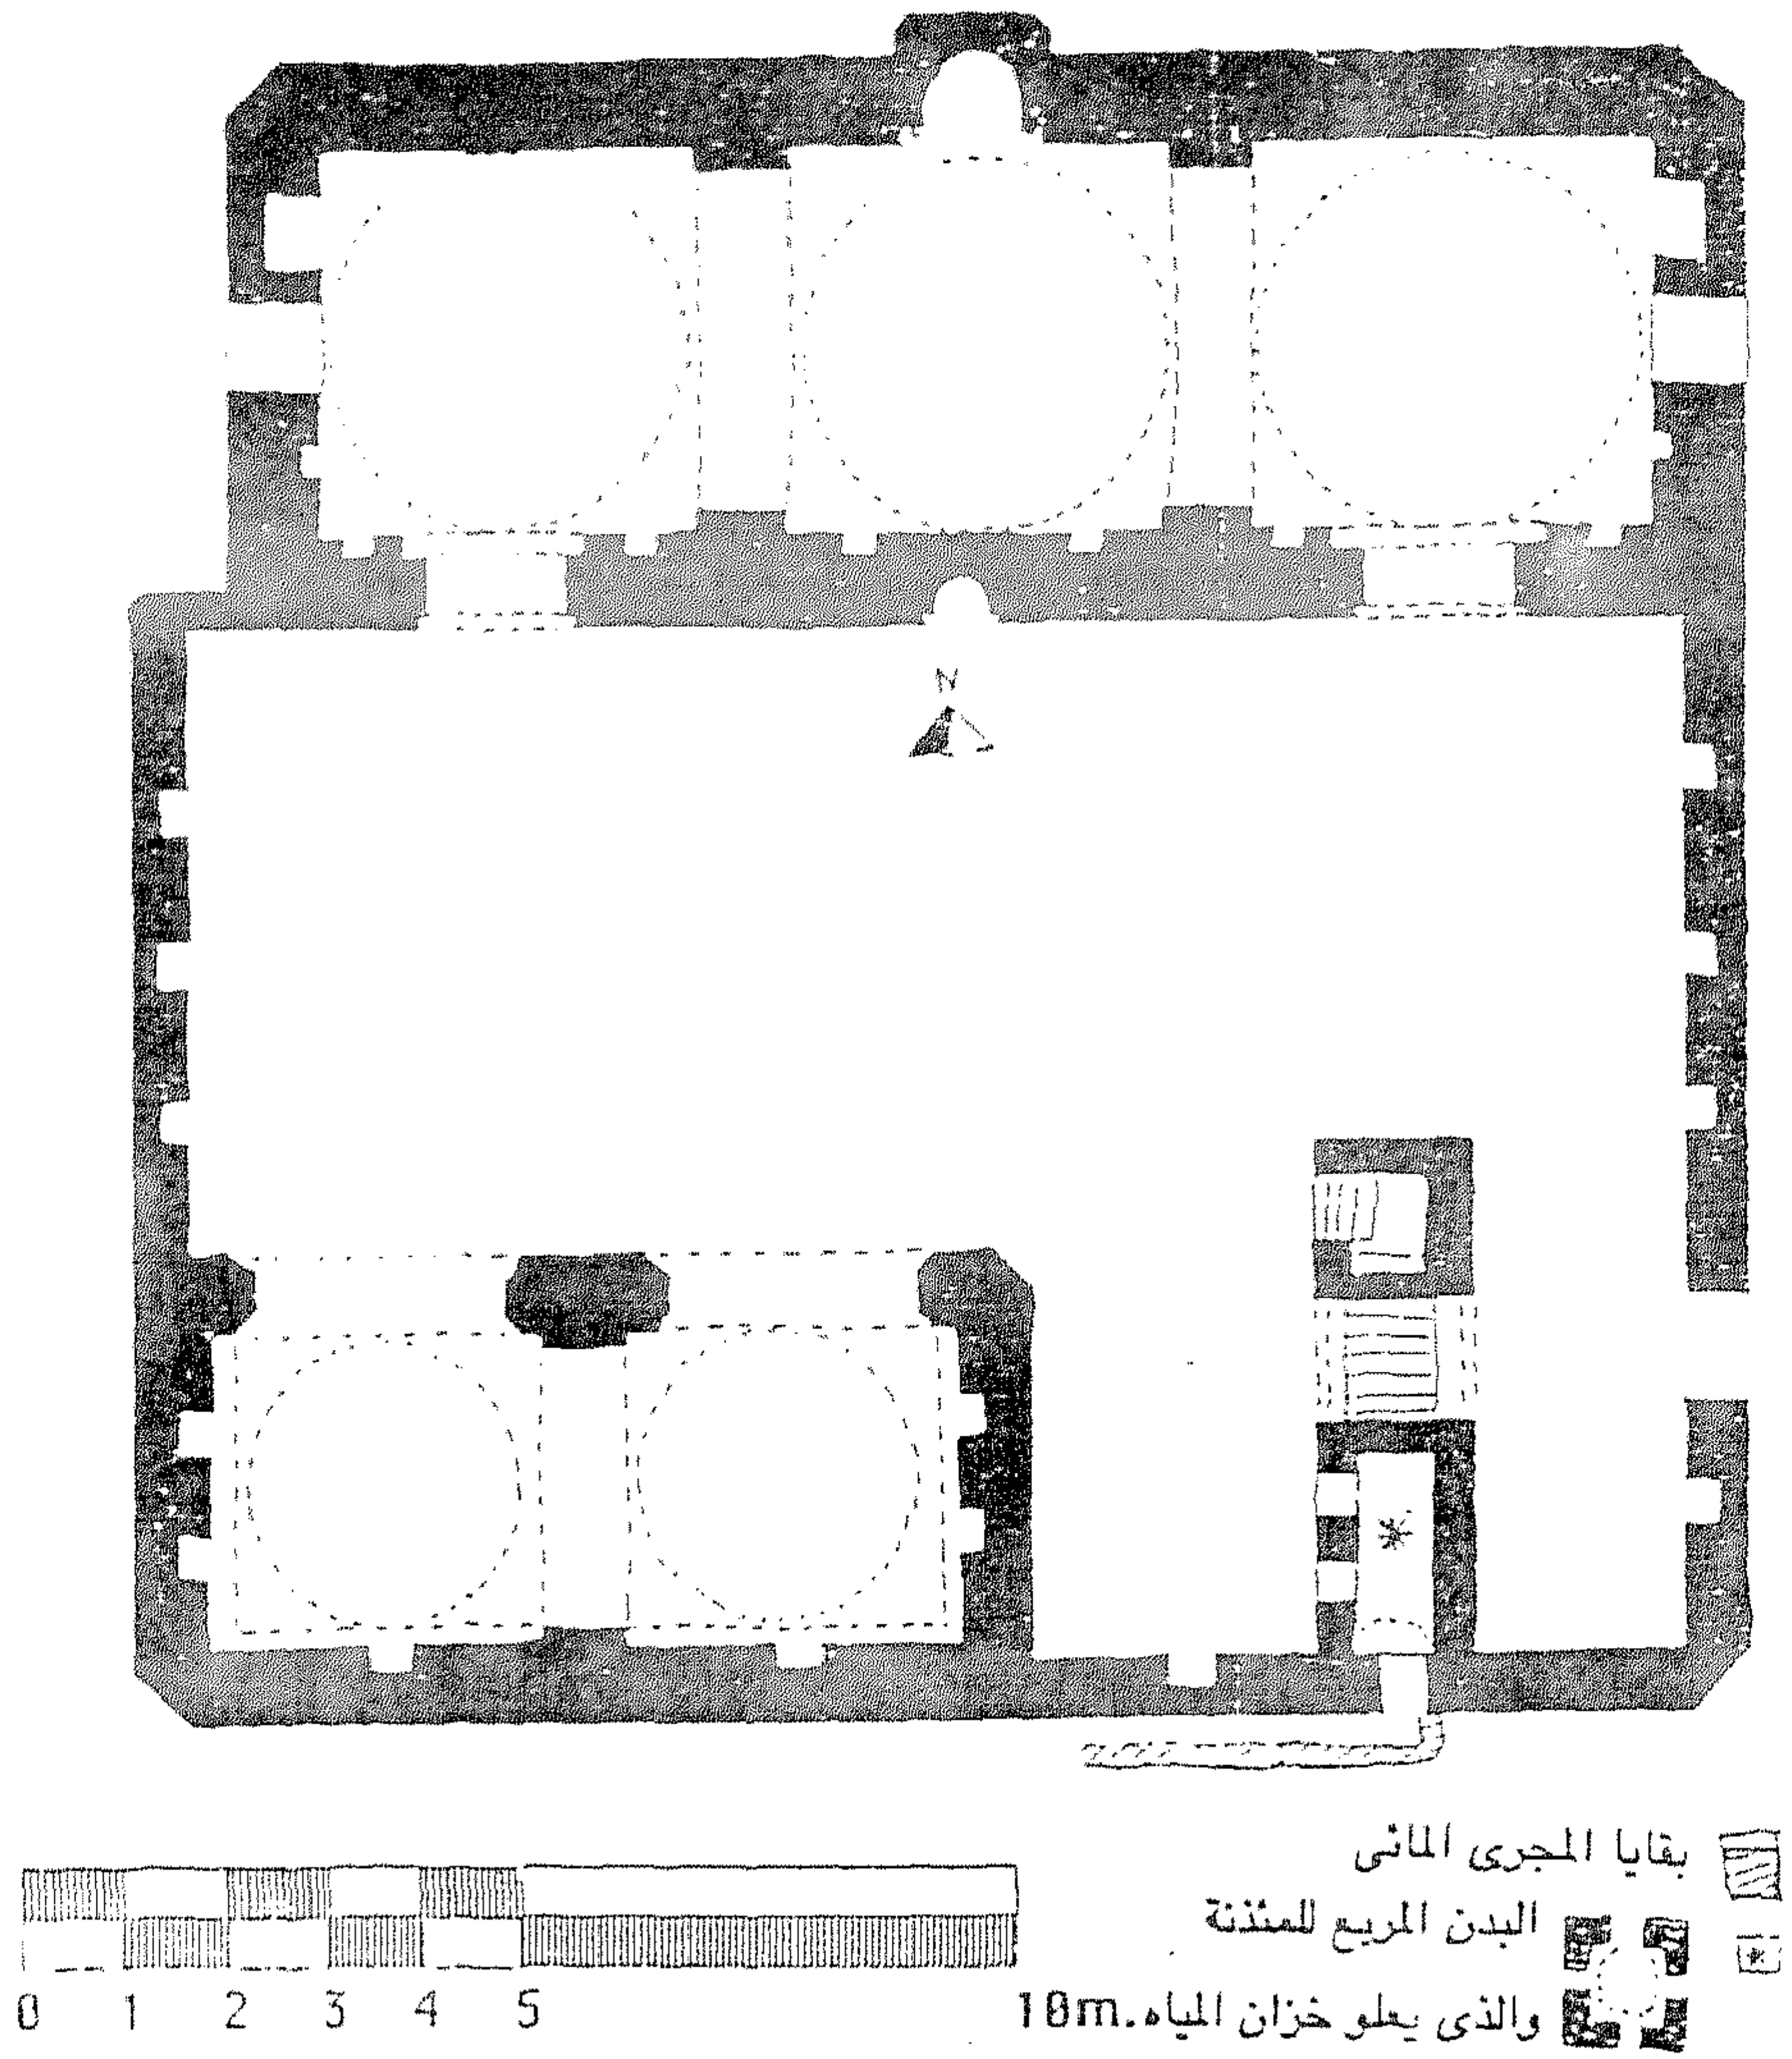 N
بقايا المجرى المائى
البدن المربع للمئذنة
والذى يعلو خزان المياه
0 1 2 3 4 5 10m.